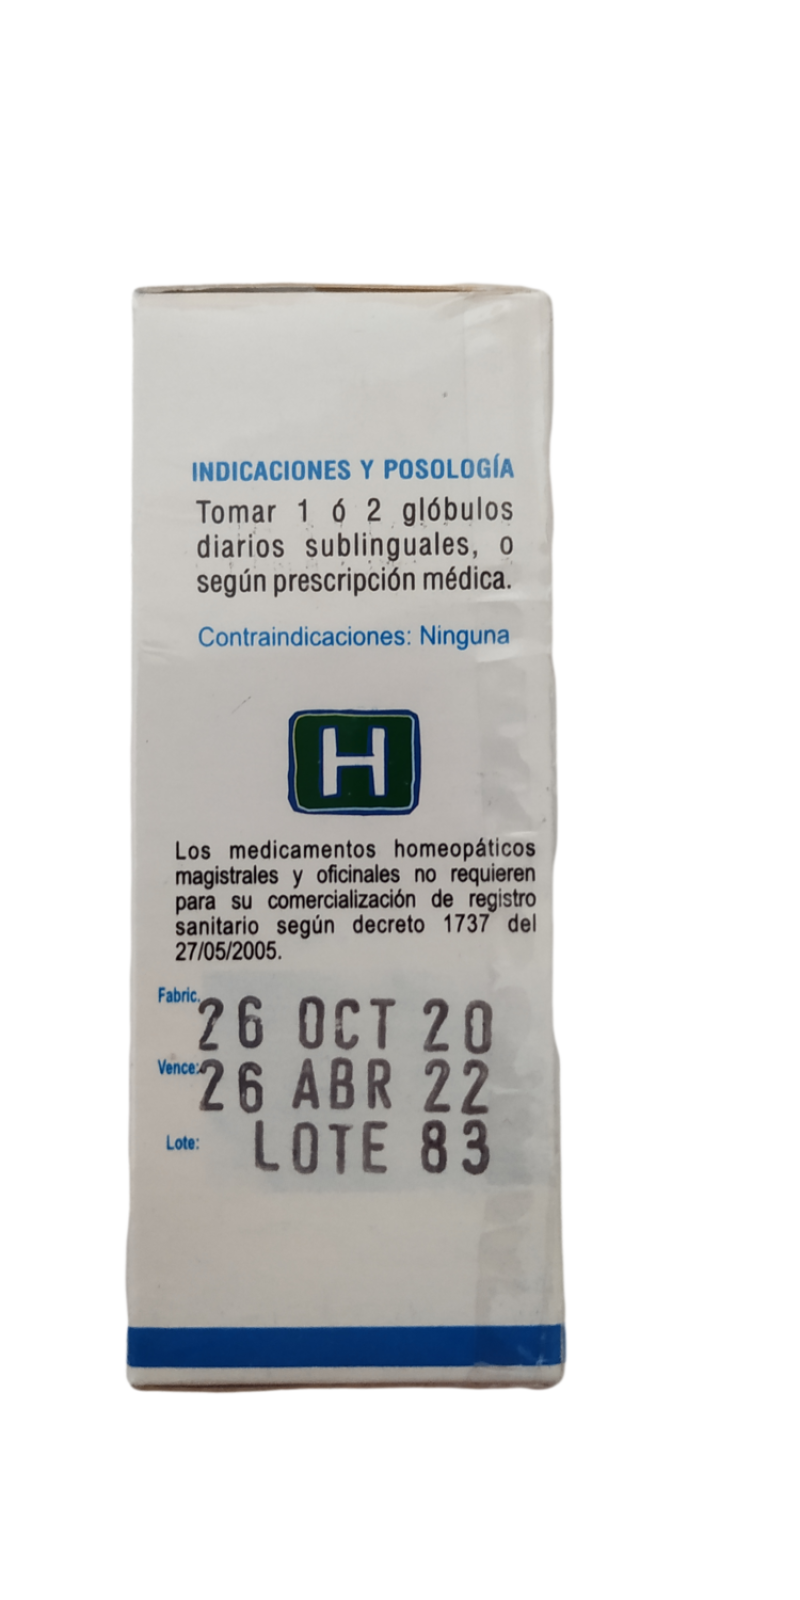 INDICACIONES Y POSOLOGÍA
Tomar 1 ó 2 glóbulos
diarios sublinguales, o
según prescripción médica.
Contraindicaciones: Ninguna
H
Los medicamentos homeopáticos
magistrales y oficinales no requieren
para su comercialización de registro
sanitario según decreto 1737 del
27/05/2005.
Fabric. 26 OCT 20
Vence: 26 ABR 22
Lote: LOTE 83